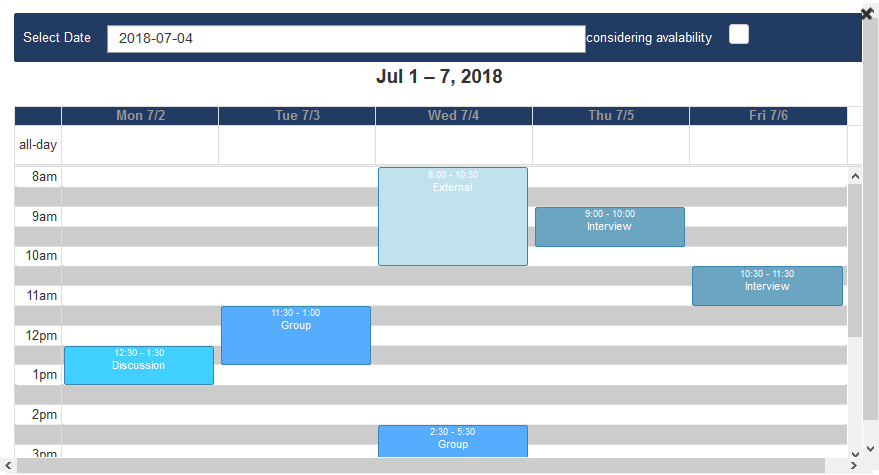 Select Date 2018-07-04 considering avalability
Jul 1 – 7, 2018
Mon 7/2 Tue 7/3 Wed 7/4 Thu 7/5 Fri 7/6
all-day
8am
8:00 - 10:30
External
9am
9:00 - 10:00
Interview
10am
10:30 - 11:30
Interview
11am
11:30 - 1:00
Group
12pm
12:30 - 1:30
Discussion
1pm
2pm
2:30 - 5:30
Group
3pm